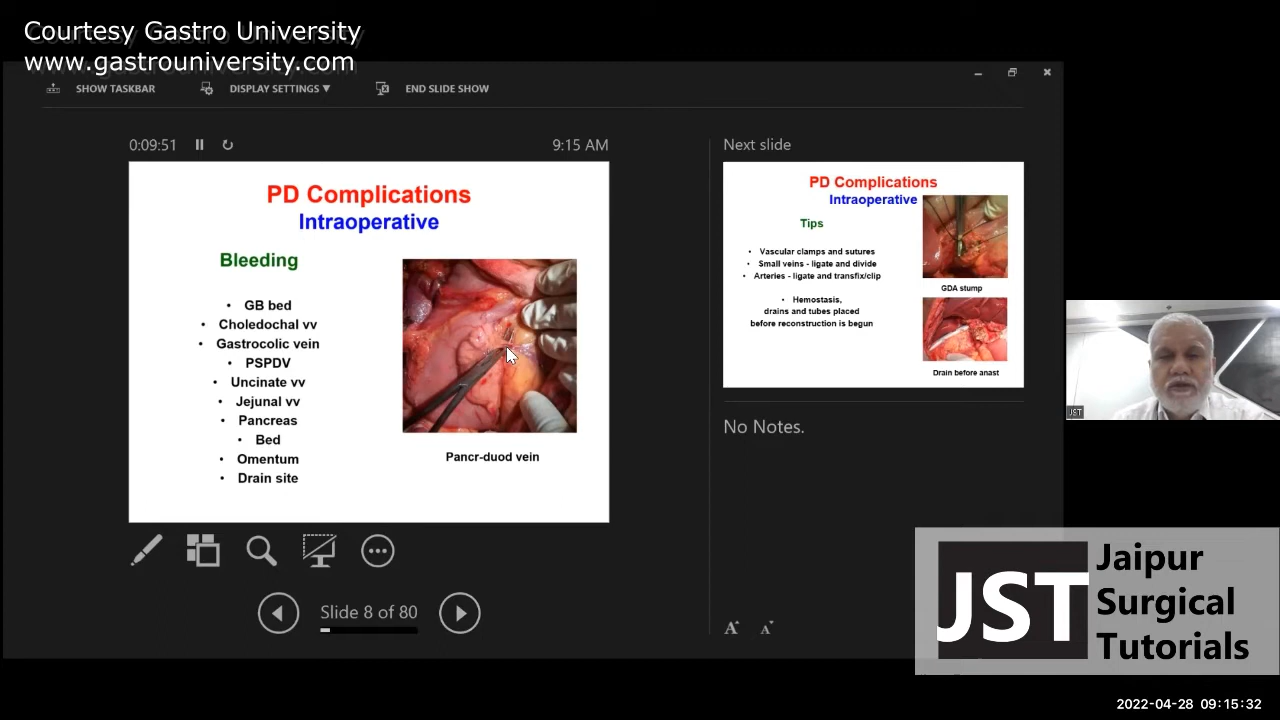 Courtesy Gastro University
www.gastrouniversity.com
SHOW TASKBAR
DISPLAY SETTINGS ▼
END SLIDE SHOW
0:09:51
9:15 AM
PD Complications
Intraoperative
Bleeding
• GB bed
• Choledochal vv
• Gastrocolic vein
• PSPDV
• Uncinate vv
• Jejunal vv
• Pancreas
• Bed
• Omentum
• Drain site
Pancr-duod vein
Slide 8 of 80
Next slide
PD Complications
Intraoperative
Tips
• Vascular clamps and sutures
• Small veins - ligate and divide
• Arteries - ligate and transfix/clip
• Hemostasis,
drains and tubes placed
before reconstruction is begun
GDA stump
Drain before anast
No Notes.
A
A
JST
JST
Jaipur
Surgical
Tutorials
2022-04-28 09:15:32